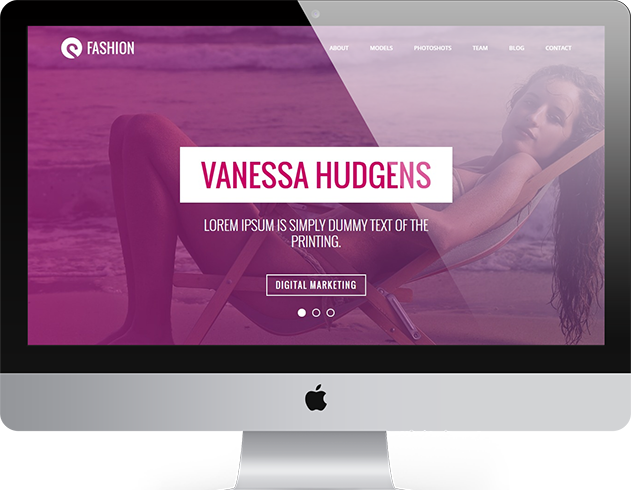 FASHION
ABOUT MODELS PHOTOSHOTS TEAM BLOG CONTACT
VANESSA HUDGENS
LOREM IPSUM IS SIMPLY DUMMY TEXT OF THE
PRINTING.
DIGITAL MARKETING